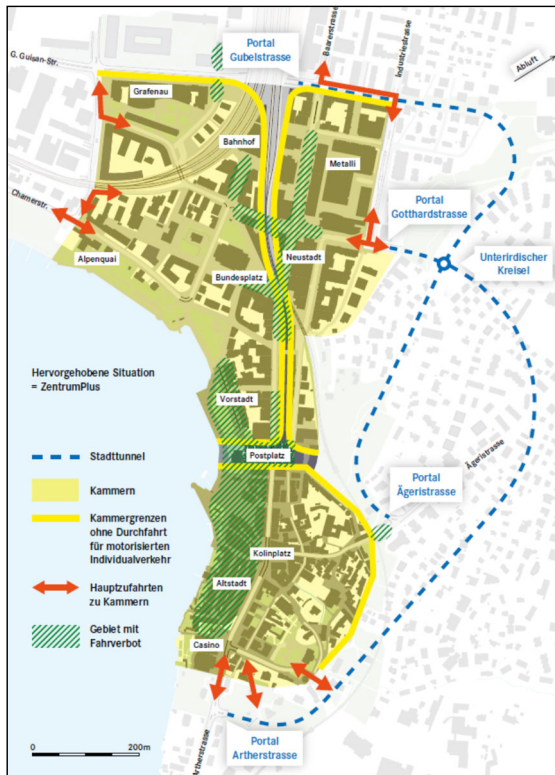 Portal
Gubelstrasse
Baarerstrasse
Industriestrasse
Abluft
G. Guisan-Str.
Grafenau
Bahnhof
Metalli
Chamerstr.
Portal
Gotthardstrasse
Alpenquai
Neustadt
Unterirdischer
Kreisel
Bundesplatz
Hervorgehobene Situation
= ZentrumPlus
Vorstadt
Stadttunnel
Postplatz
Ägeristrasse
Kammern
Portal
Ägeristrasse
Kammergrenzen
ohne Durchfahrt
für motorisierten
Individualverkehr
Kolinplatz
Hauptzufahrten
zu Kammern
Altstadt
Gebiet mit
Fahrverbot
Casino
0 200m
Artherstrasse
Portal
Artherstrasse